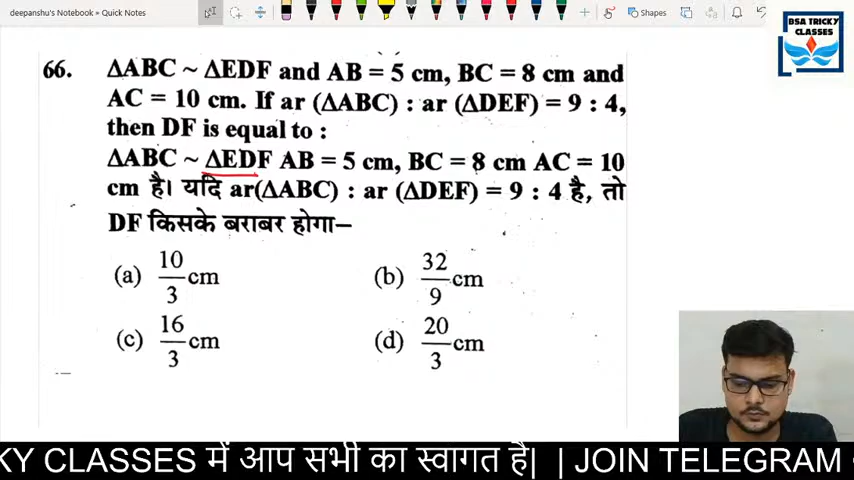 deepanshu's Notebook » Quick Notes
Shapes
BSA TRICKY
CLASSES
66. ΔABC ~ ΔEDF and AB = 5 cm, BC = 8 cm and
AC = 10 cm. If ar (ΔABC) : ar (ΔDEF) = 9 : 4,
then DF is equal to :
ΔABC ~ ΔEDF AB = 5 cm, BC = 8 cm AC = 10
cm है। यदि ar(ΔABC) : ar (ΔDEF) = 9 : 4 है, तो
DF किसके बराबर होगा–
(a) 10/3 cm (b) 32/9 cm
(c) 16/3 cm (d) 20/3 cm
KY CLASSES में आप सभी का स्वागत है| | JOIN TELEGRAM